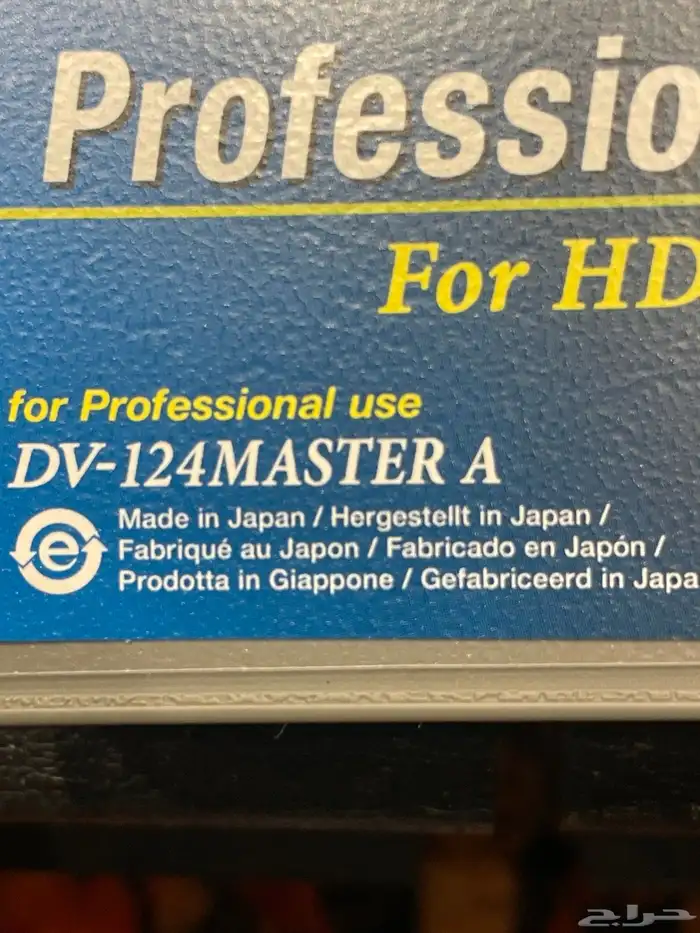 Professio
For HD
for Professional use
DV-124MASTER A
e
Made in Japan / Hergestellt in Japan /
Fabriqué au Japon / Fabricado en Japón /
Prodotta in Giappone / Gefabriceerd in Japa
حراج